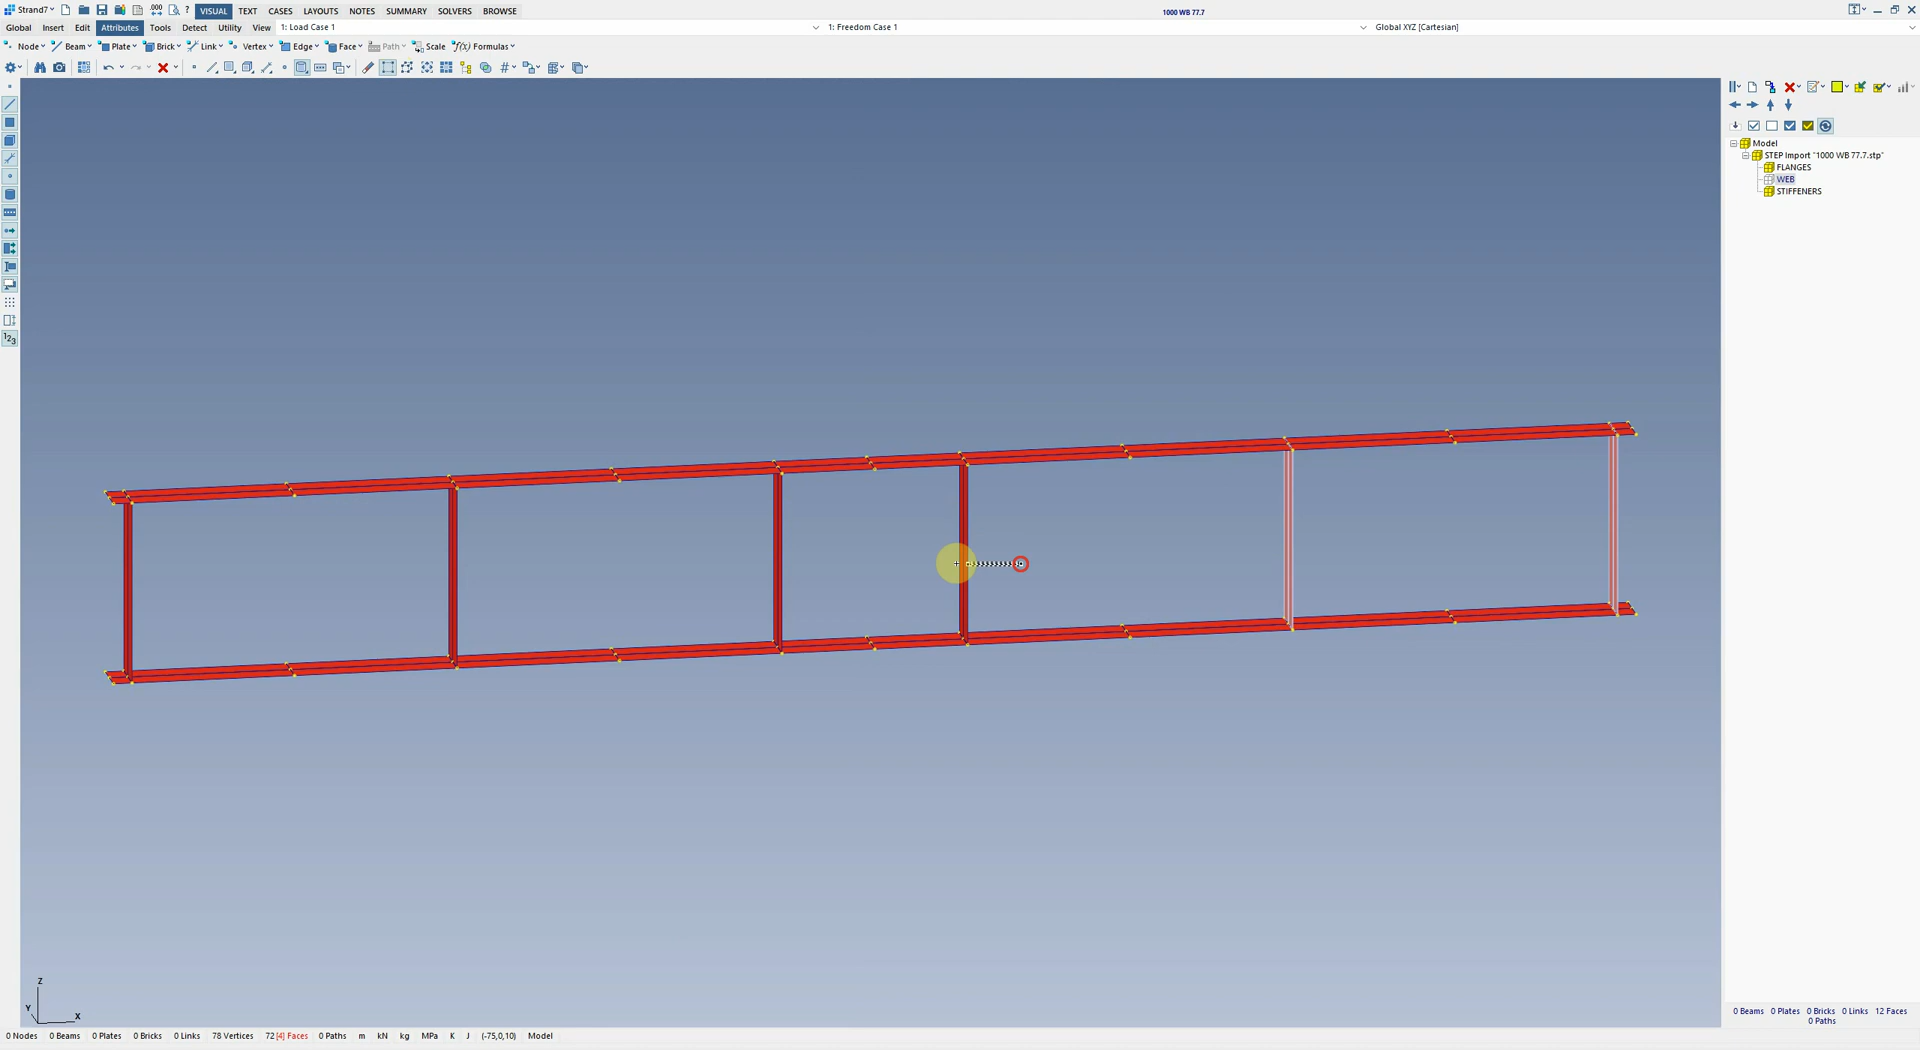 Strand7
.000
?
VISUAL
TEXT
CASES
LAYOUTS
NOTES
SUMMARY
SOLVERS
BROWSE
1000 WB 77.7
Global
Insert
Edit
Attributes
Tools
Detect
Utility
View
1: Load Case 1
1: Freedom Case 1
Global XYZ [Cartesian]
Node
Beam
Plate
Brick
Link
Vertex
Edge
Face
Path
Scale
f(x) Formulas
Model
STEP Import "1000 WB 77.7.stp"
FLANGES
WEB
STIFFENERS
Z
Y
X
0 Beams 0 Plates 0 Bricks 0 Links 12 Faces
0 Paths
0 Nodes 0 Beams 0 Plates 0 Bricks 0 Links 78 Vertices 72 [4] Faces 0 Paths m kN kg MPa K J (-75,0,10) Model